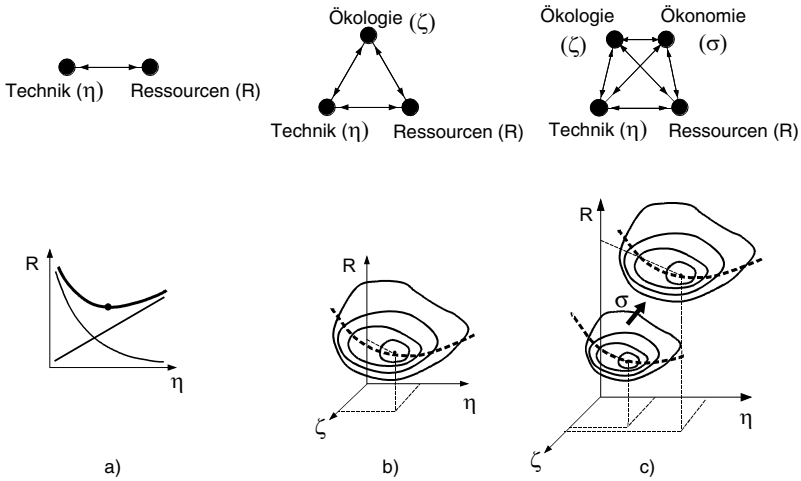 Technik (η)
Ressourcen (R)
Ökologie (ζ)
Technik (η)
Ressourcen (R)
Ökologie
(ζ)
Ökonomie
(σ)
Technik (η)
Ressourcen (R)
R
η
a)
R
η
ζ
b)
R
σ
η
ζ
c)